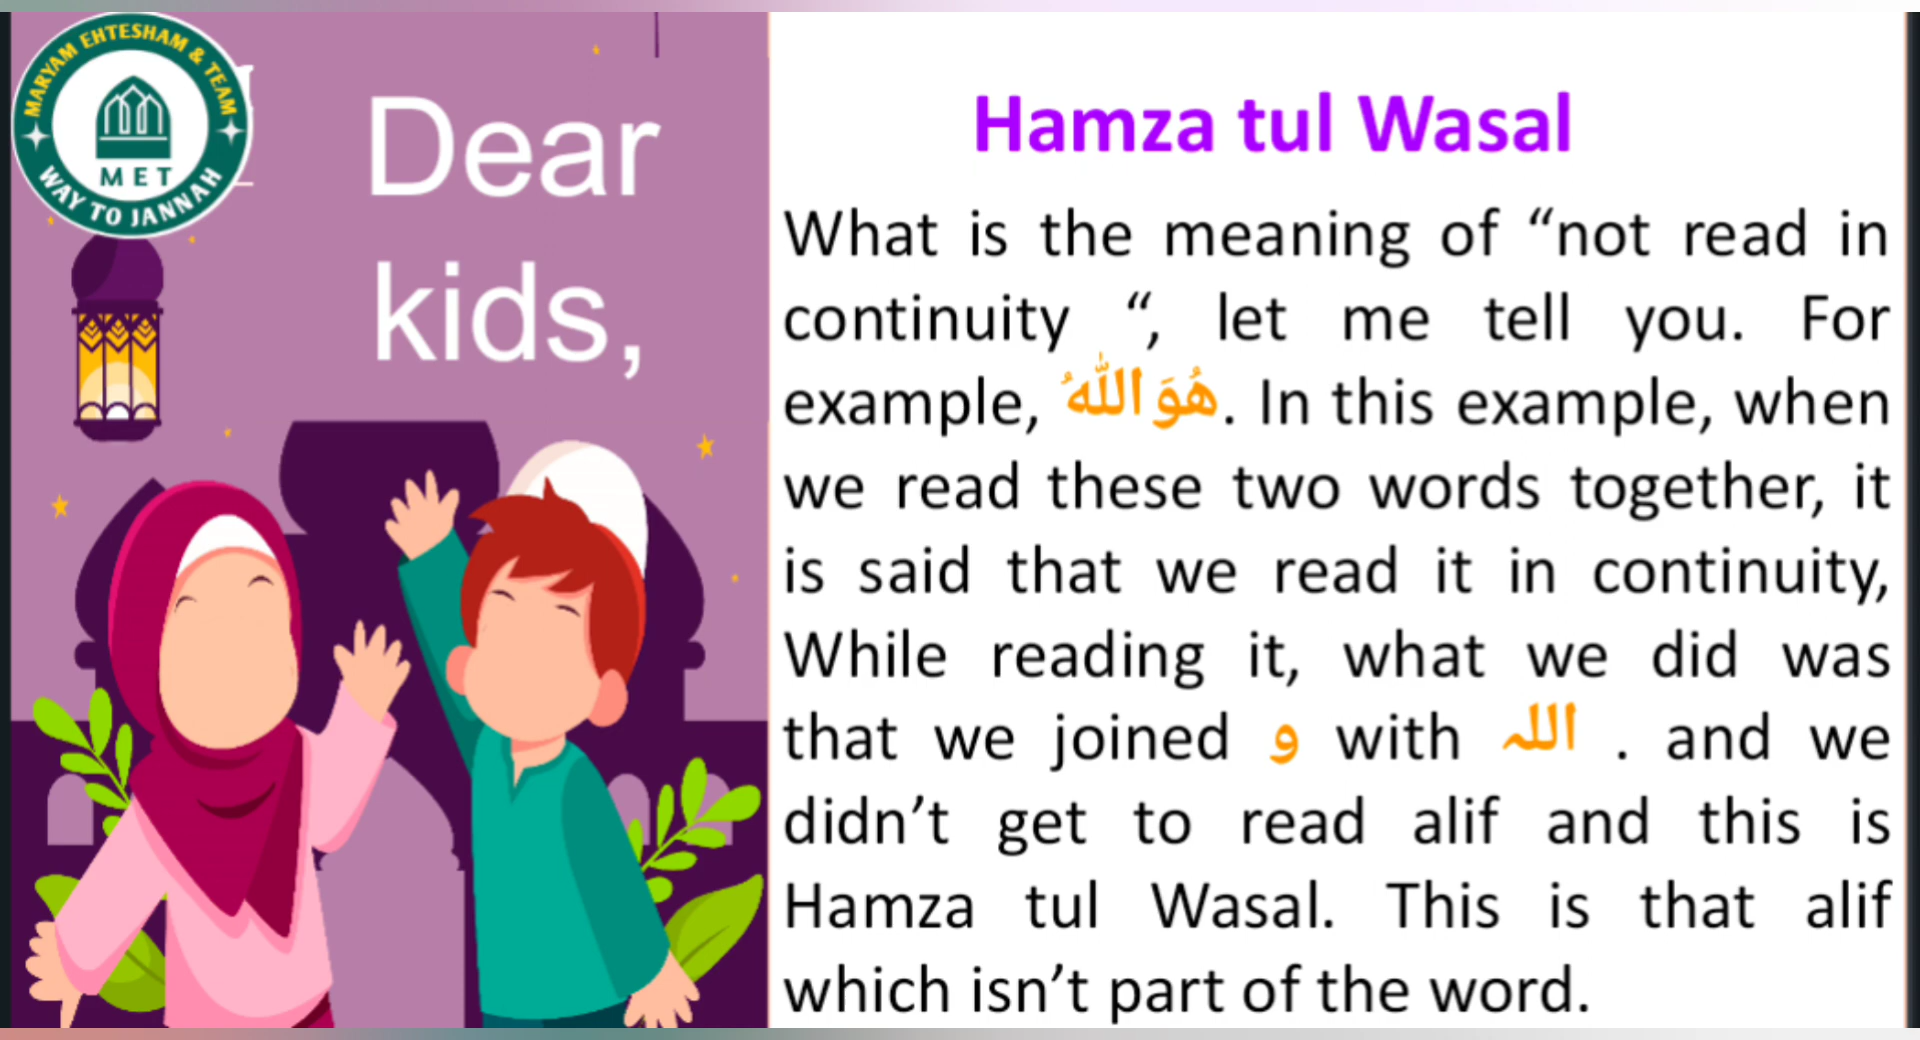 MARYAM EHTESHAM & TEAM
MET
WAY TO JANNAH
Dear
kids,
Hamza tul Wasal
What is the meaning of “not read in
continuity “, let me tell you. For
example, هُوَ اللّٰهُ. In this example, when
we read these two words together, it
is said that we read it in continuity,
While reading it, what we did was
that we joined و with اللہ . and we
didn’t get to read alif and this is
Hamza tul Wasal. This is that alif
which isn’t part of the word.